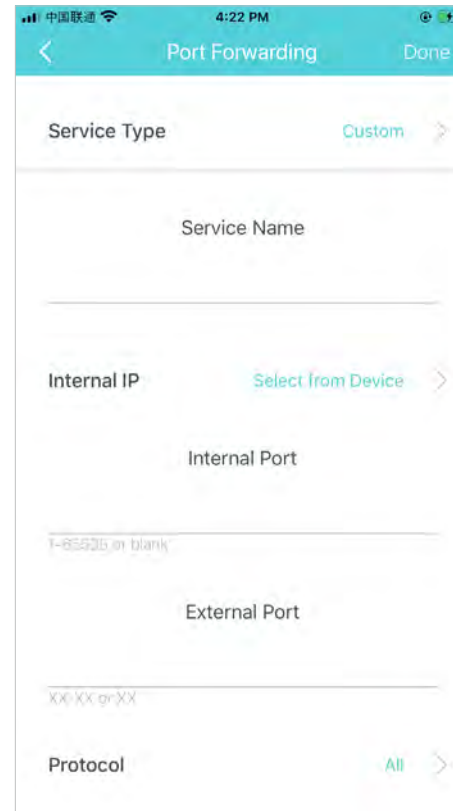 中国联通 4:22 PM
Port Forwarding Done
Service Type Custom
Service Name
Internal IP Select from Device
Internal Port
1-65535 or blank
External Port
XX-XX or XX
Protocol All